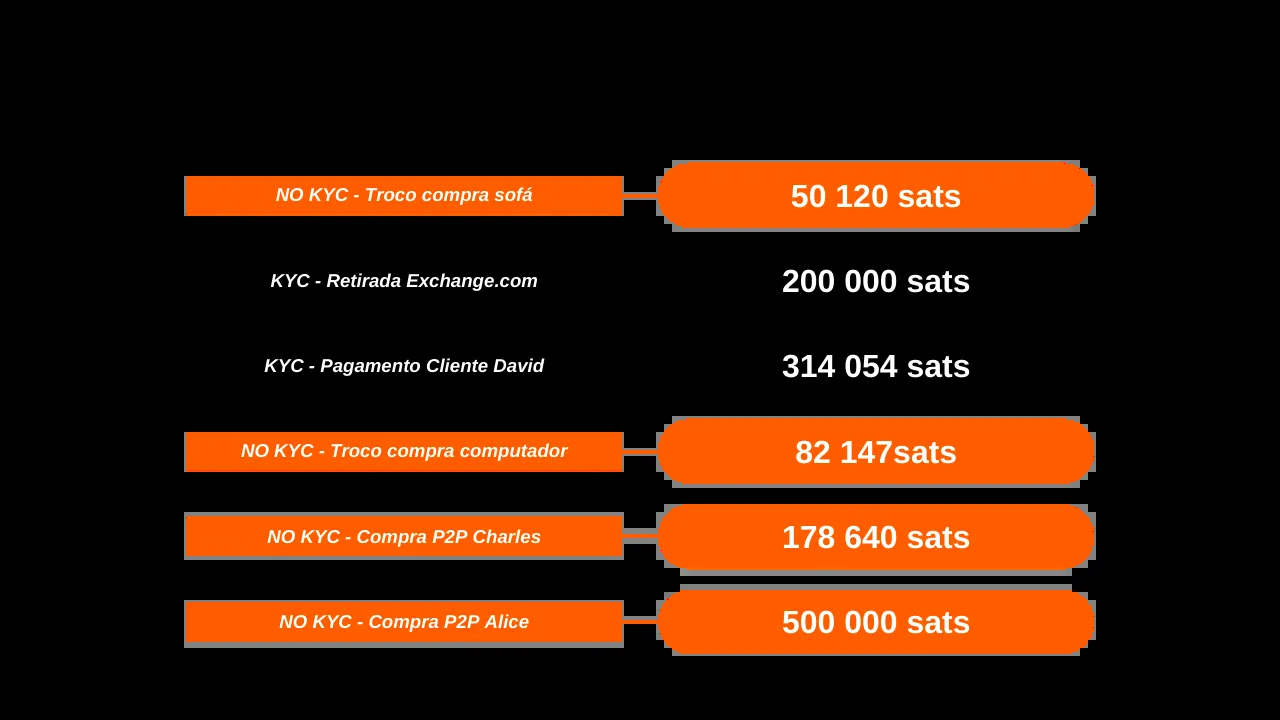 NO KYC - Troco compra sofá
50 120 sats
KYC - Retirada Exchange.com
200 000 sats
KYC - Pagamento Cliente David
314 054 sats
NO KYC - Troco compra computador
82 147sats
NO KYC - Compra P2P Charles
178 640 sats
NO KYC - Compra P2P Alice
500 000 sats